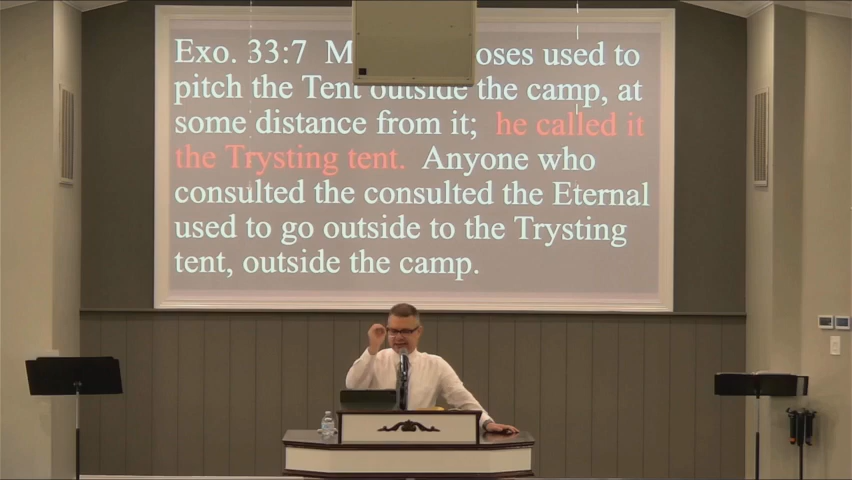 Exo. 33:7 M oses used to
pitch the Tent outside the camp, at
some distance from it; he called it
the Trysting tent. Anyone who
consulted the consulted the Eternal
used to go outside to the Trysting
tent, outside the camp.